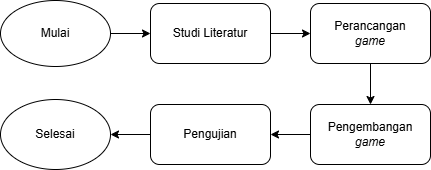 Mulai
Studi Literatur
Perancangan
game
Pengembangan
game
Pengujian
Selesai